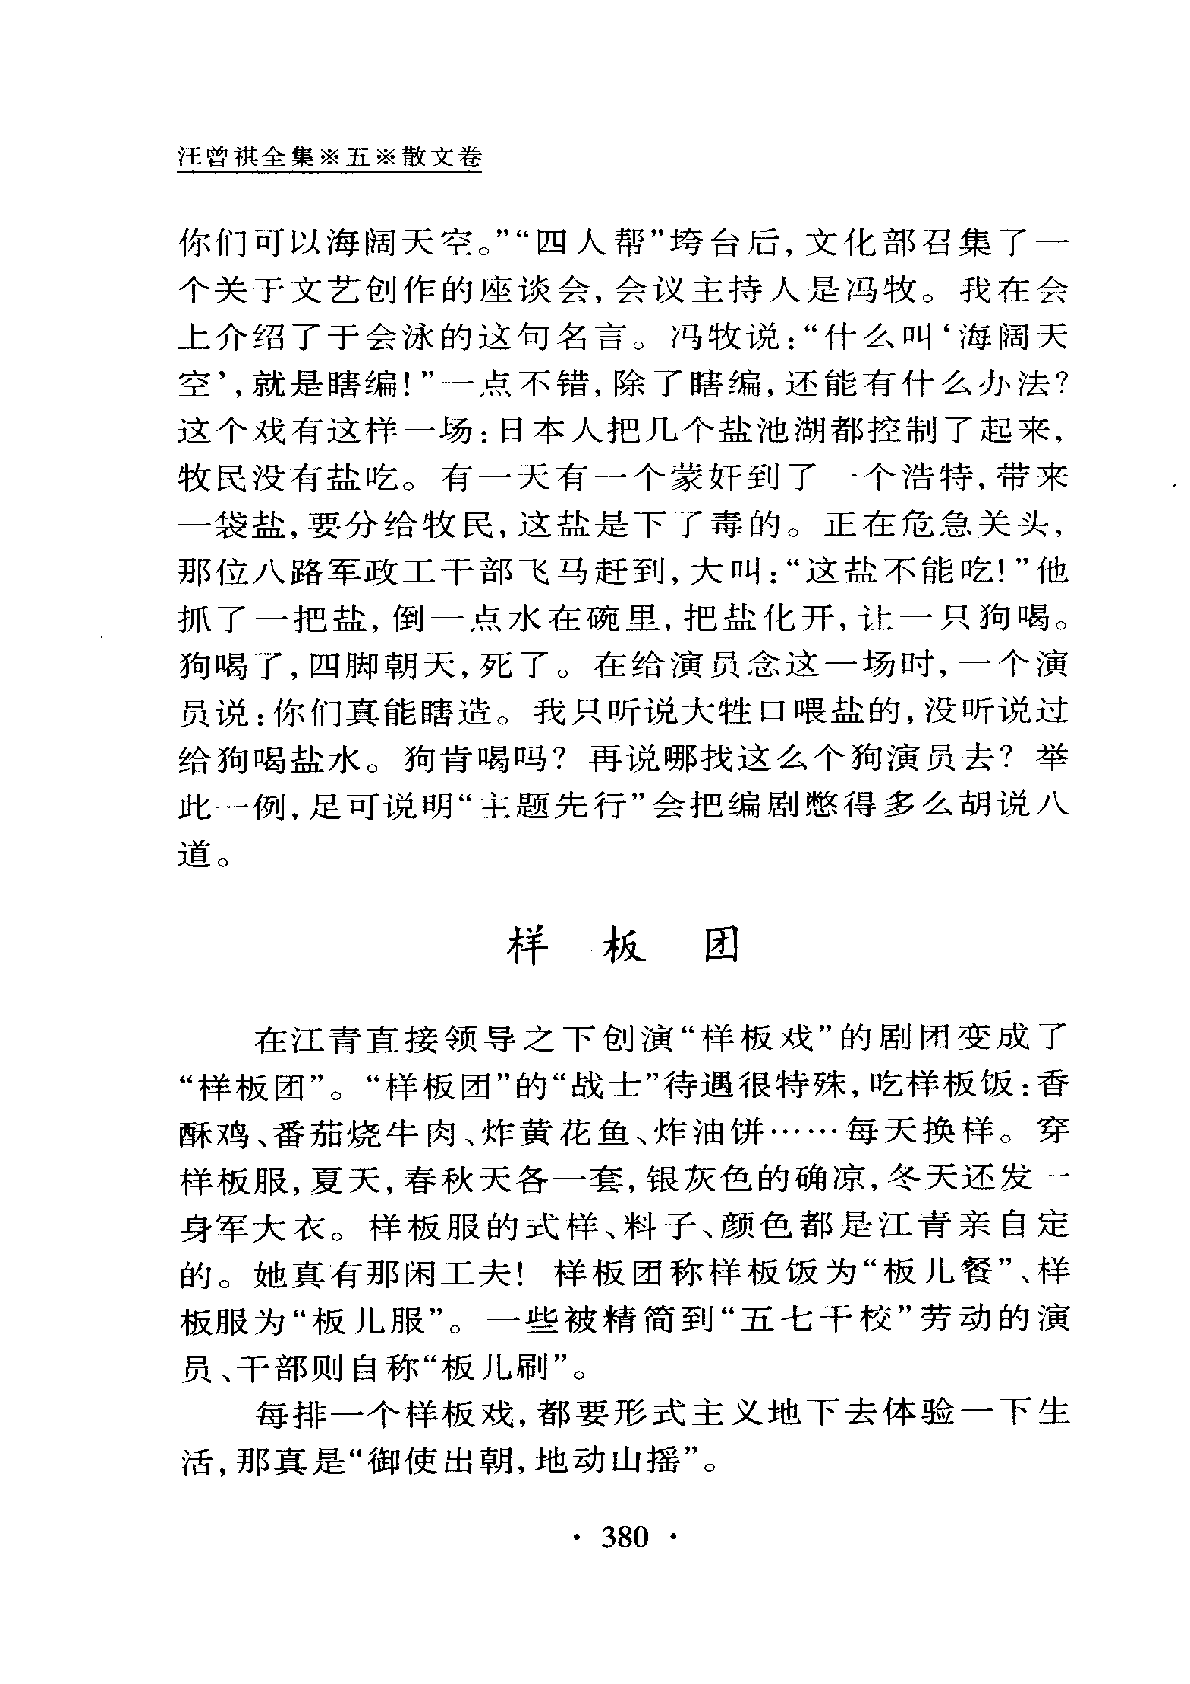 汪曾祺全集※五※散文卷
你们可以海阔天空。”“四人帮”垮台后,文化部召集了一
个关于文艺创作的座谈会,会议主持人是冯牧。我在会
上介绍了于会泳的这句名言。冯牧说:“什么叫‘海阔天
空’,就是瞎编!”一点不错,除了瞎编,还能有什么办法?
这个戏有这样一场:日本人把几个盐池湖都控制了起来,
牧民没有盐吃。有一天有一个蒙奸到了一个浩特,带来
一袋盐,要分给牧民,这盐是下了毒的。正在危急关头,
那位八路军政工干部飞马赶到,大叫:“这盐不能吃!”他
抓了一把盐,倒一点水在碗里,把盐化开,让一只狗喝。
狗喝了,四脚朝天,死了。在给演员念这一场时,一个演
员说:你们真能瞎造。我只听说大牲口喂盐的,没听说过
给狗喝盐水。狗肯喝吗?再说哪找这么个狗演员去?举
此一例,足可说明“主题先行”会把编剧憋得多么胡说八
道。
样 板 团
在江青直接领导之下创演“样板戏”的剧团变成了
“样板团”。“样板团”的“战士”待遇很特殊,吃样板饭:香
酥鸡、番茄烧牛肉、炸黄花鱼、炸油饼……每天换样。穿
样板服,夏天,春秋天各一套,银灰色的确凉,冬天还发一
身军大衣。样板服的式样、料子、颜色都是江青亲自定
的。她真有那闲工夫!样板团称样板饭为“板儿餐”、样
板服为“板儿服”。一些被精简到“五七干校”劳动的演
员、干部则自称“板儿刷”。
每排一个样板戏,都要形式主义地下去体验一下生
活,那真是“御使出朝,地动山摇”。
· 380 ·